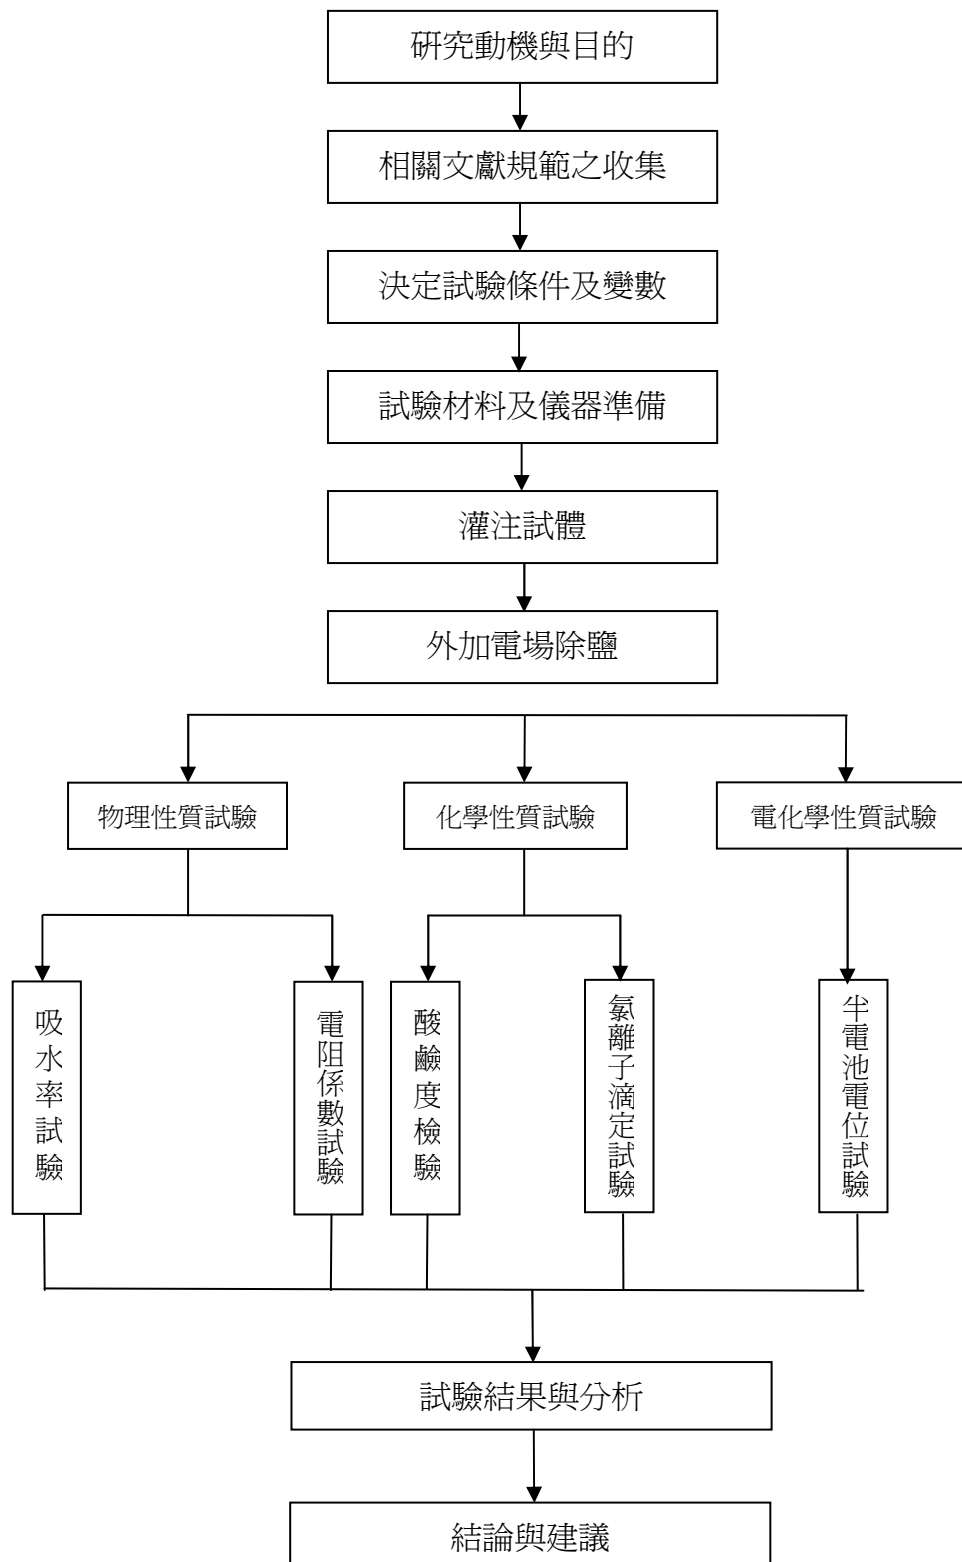 研究動機與目的
相關文獻規範之收集
決定試驗條件及變數
試驗材料及儀器準備
灌注試體
外加電場除鹽
物理性質試驗
化學性質試驗
電化學性質試驗
吸水率試驗
電阻係數試驗
酸鹼度檢驗
氯離子滴定試驗
半電池電位試驗
試驗結果與分析
結論與建議